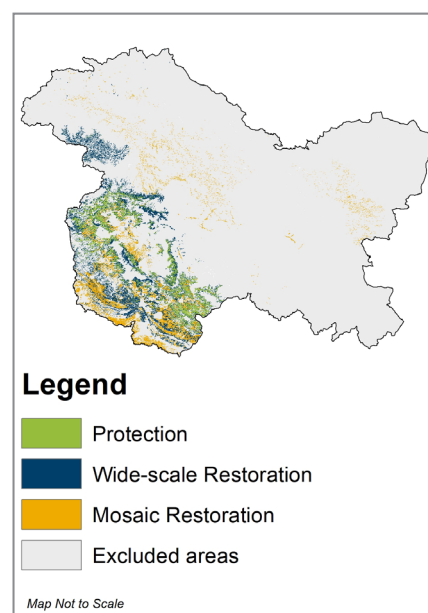 Legend
Protection
Wide-scale Restoration
Mosaic Restoration
Excluded areas
Map Not to Scale